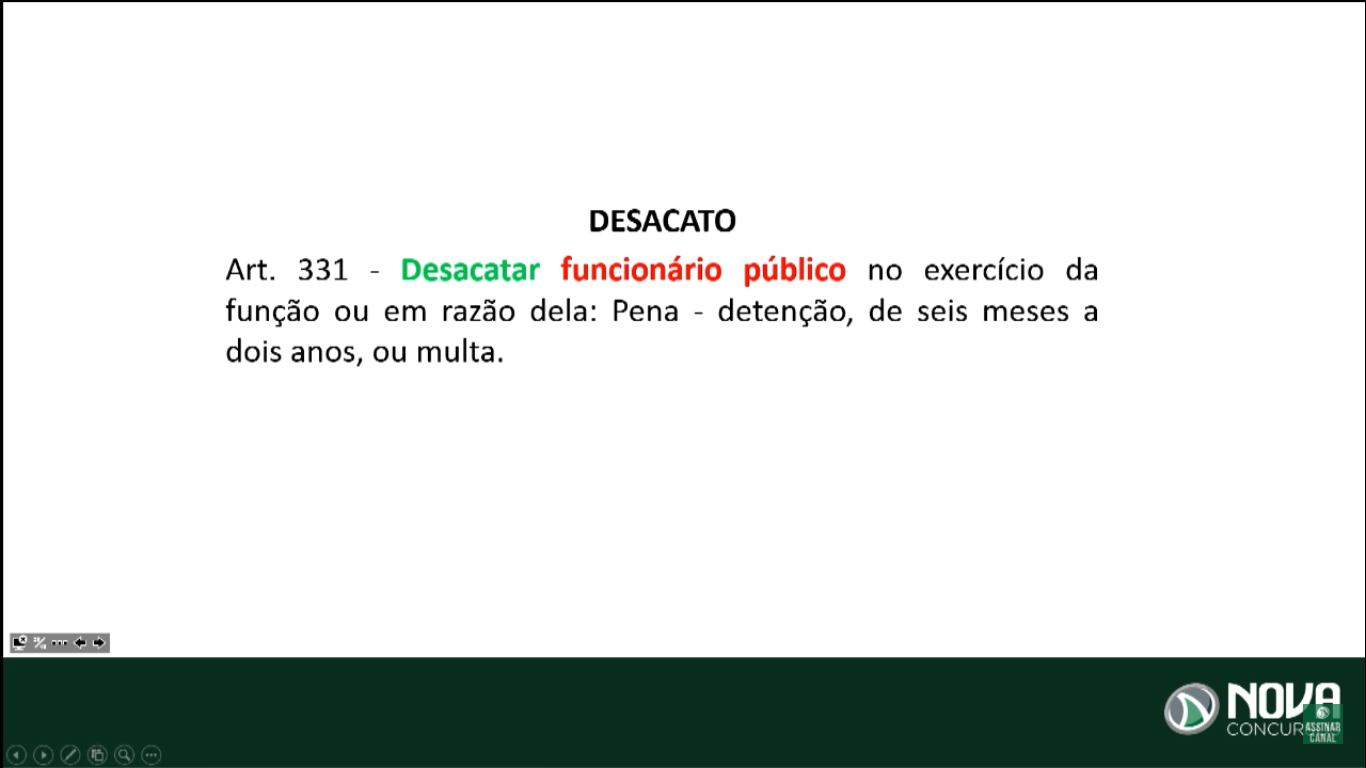 DESACATO
Art. 331 - Desacatar funcionário público no exercício da
função ou em razão dela: Pena - detenção, de seis meses a
dois anos, ou multa.
NOVA
CONCUR
ASSINAR
CANAL